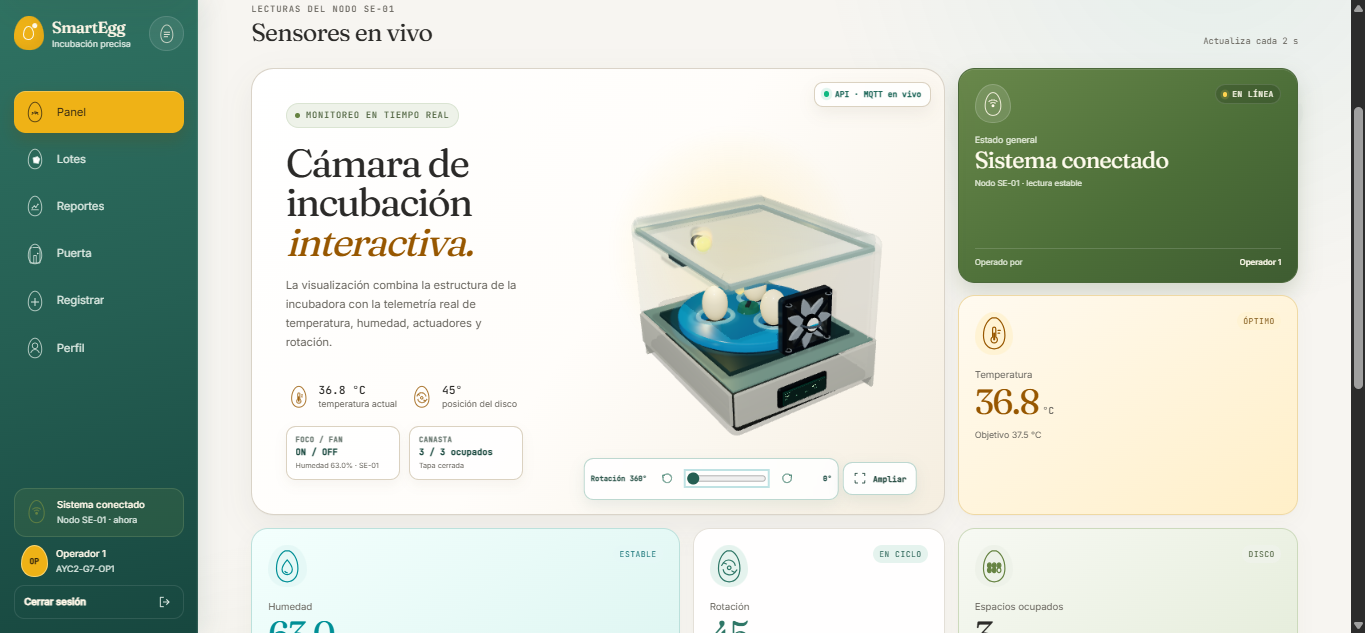 SmartEgg
Incubación precisa
Panel
Lotes
Reportes
Puerta
Registrar
Perfil
Sistema conectado
Nodo SE-01 · ahora
OP
Operador 1
AYC2-G7-OP1
Cerrar sesión
LECTURAS DEL NODO SE-01
Sensores en vivo
Actualiza cada 2 s
API · MQTT en vivo
MONITOREO EN TIEMPO REAL
Cámara de
incubación
interactiva.
La visualización combina la estructura de la
incubadora con la telemetría real de
temperatura, humedad, actuadores y
rotación.
36.8 °C
temperatura actual
45°
posición del disco
FOCO / FAN
ON / OFF
Humedad 63.0% · SE-01
CANASTA
3 / 3 ocupados
Tapa cerrada
Rotación 360°
0°
Ampliar
EN LÍNEA
Estado general
Sistema conectado
Nodo SE-01 · lectura estable
Operado por
Operador 1
ÓPTIMO
Temperatura
36.8 °C
Objetivo 37.5 °C
ESTABLE
Humedad
63.0
EN CICLO
Rotación
45
DISCO
Espacios ocupados
3